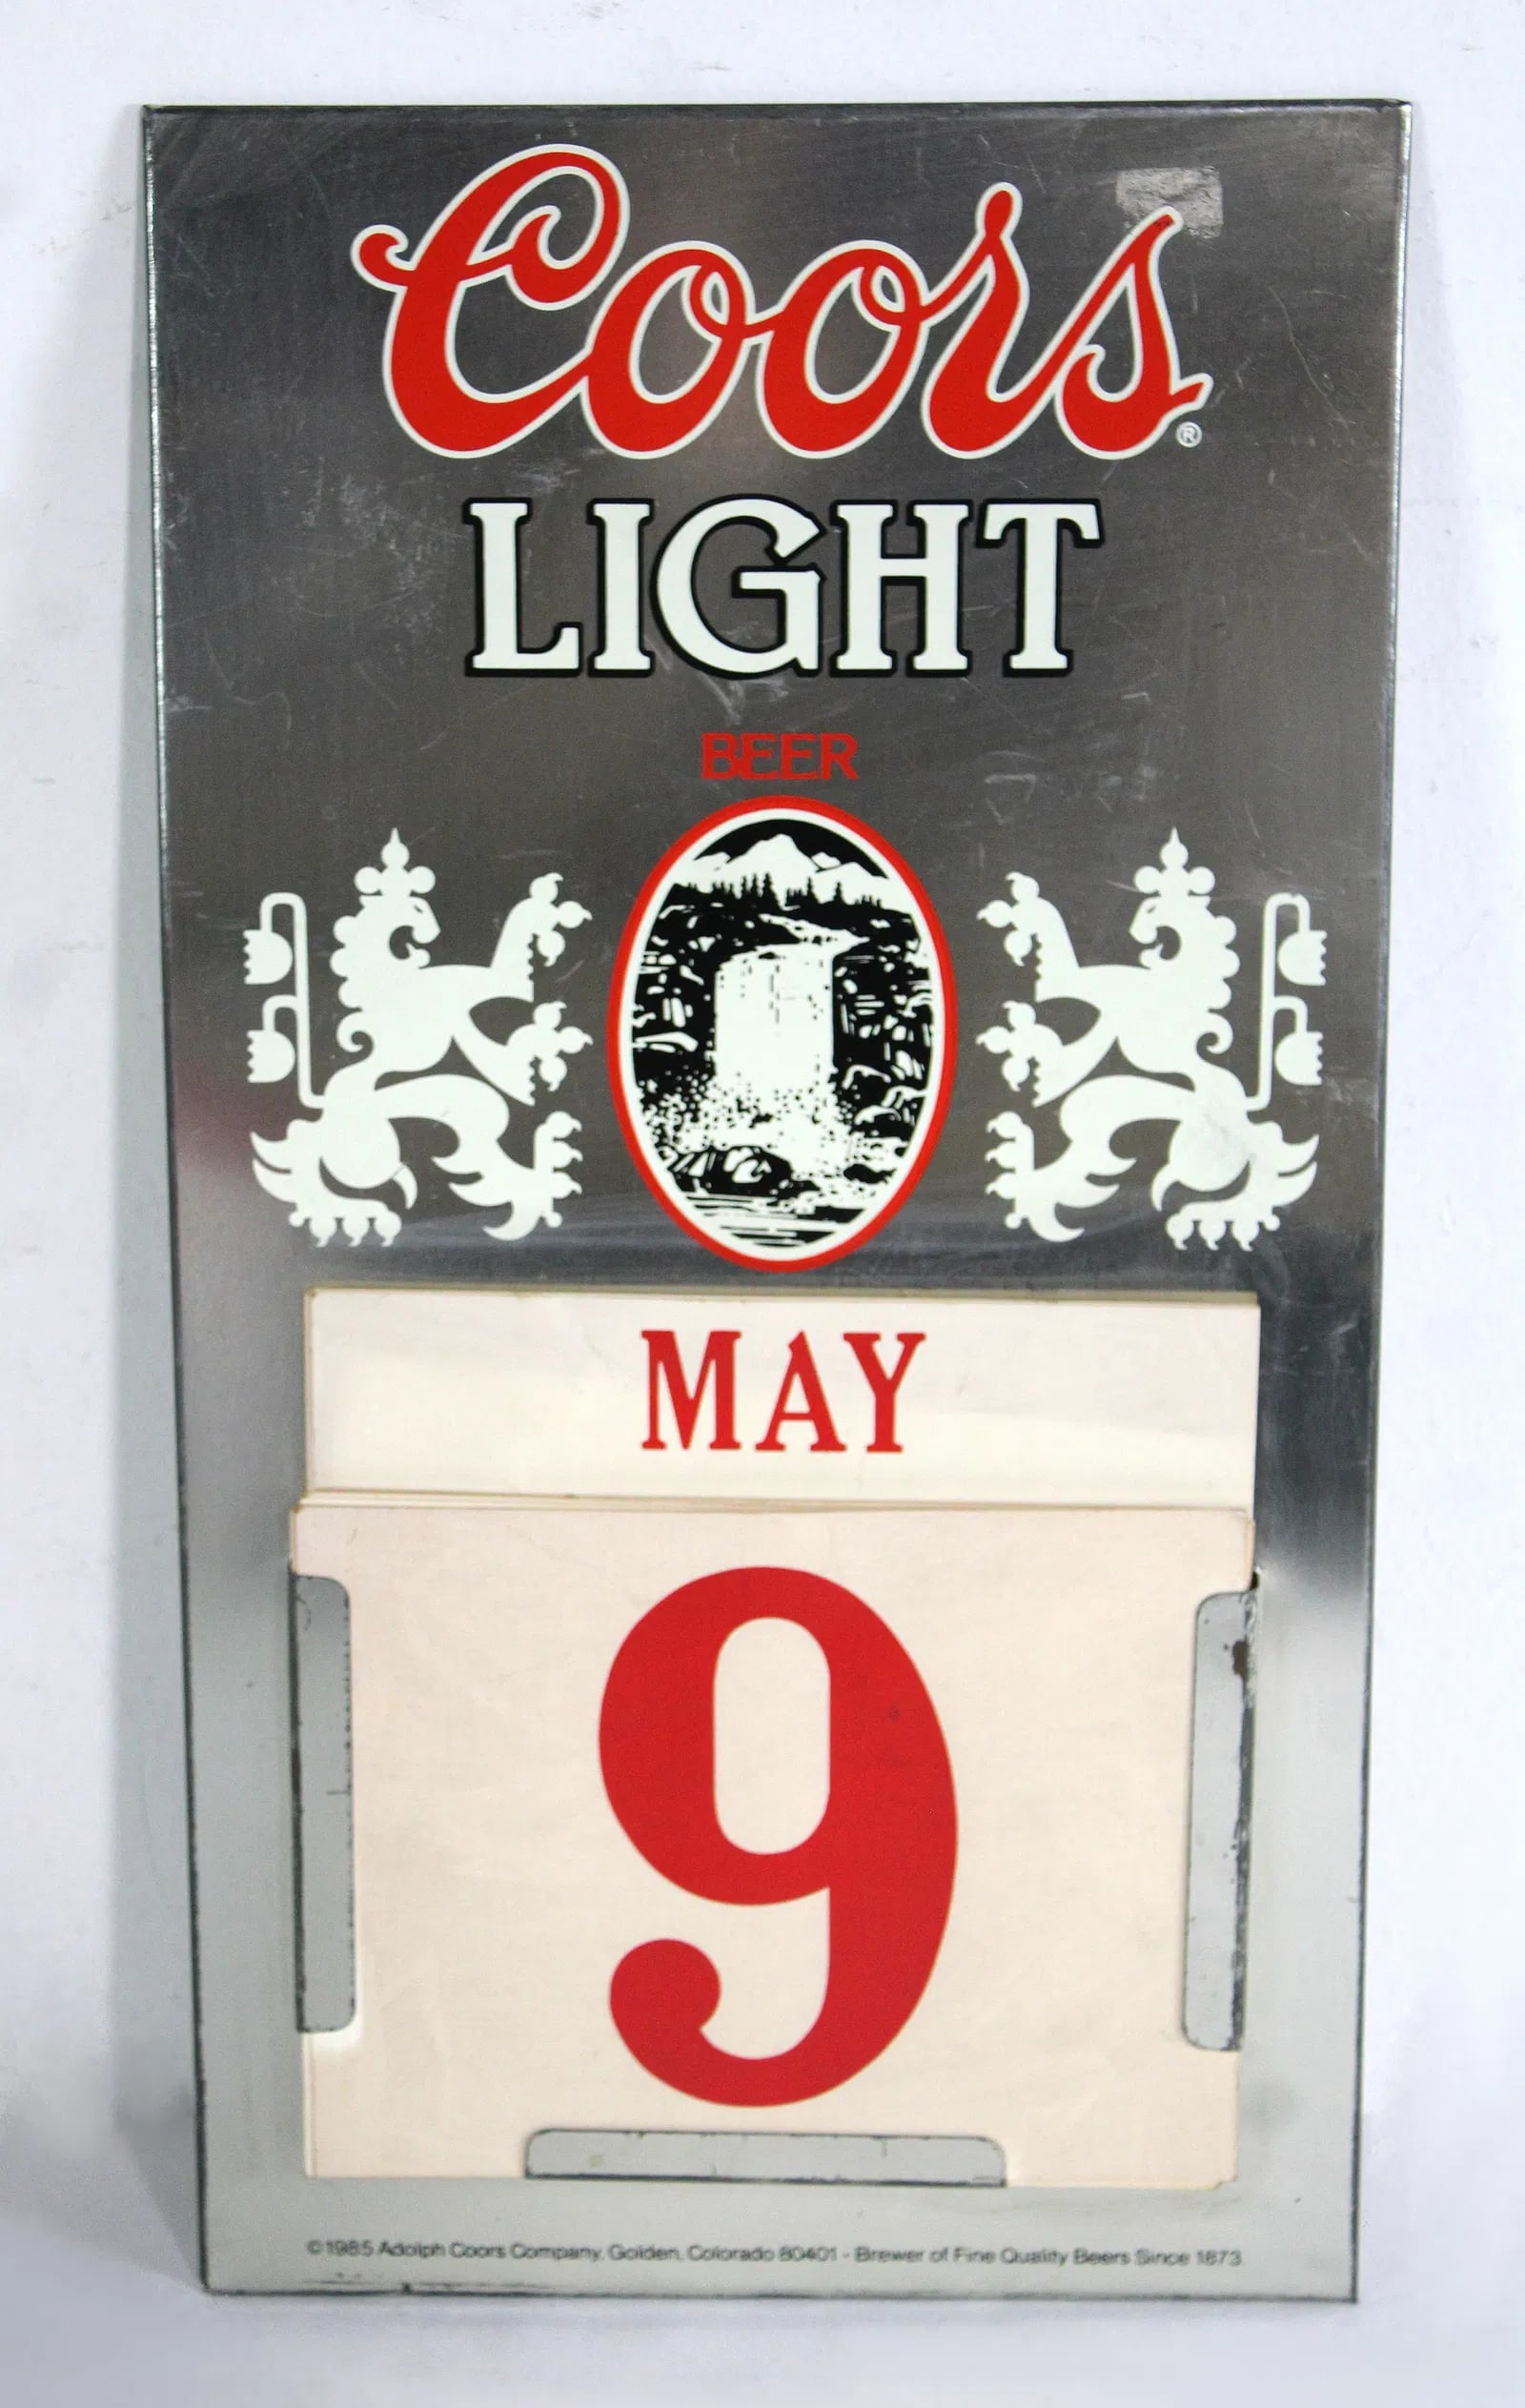 Coors®
LIGHT
BEER
MAY
9
©1985 Adolph Coors Company, Golden, Colorado 80401 - Brewer of Fine Quality Beers Since 1873